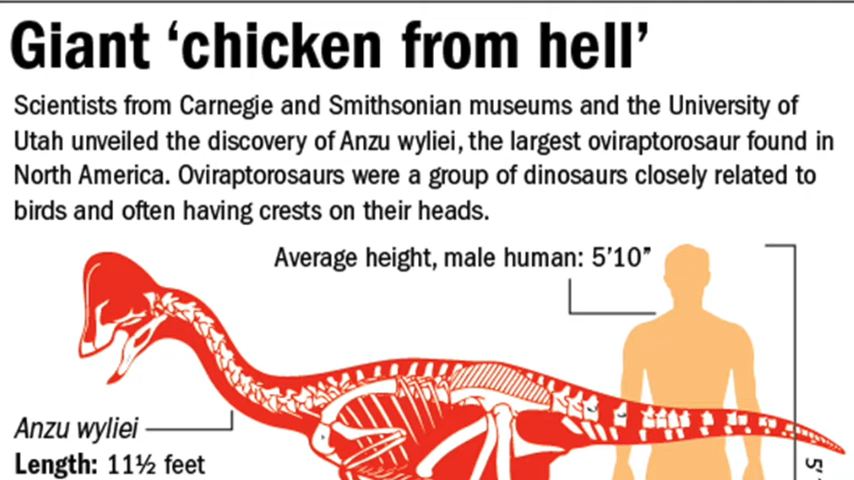 Giant ‘chicken from hell’
Scientists from Carnegie and Smithsonian museums and the University of
Utah unveiled the discovery of Anzu wyliei, the largest oviraptorosaur found in
North America. Oviraptorosaurs were a group of dinosaurs closely related to
birds and often having crests on their heads.
Average height, male human: 5’10”
Anzu wyliei
Length: 11½ feet